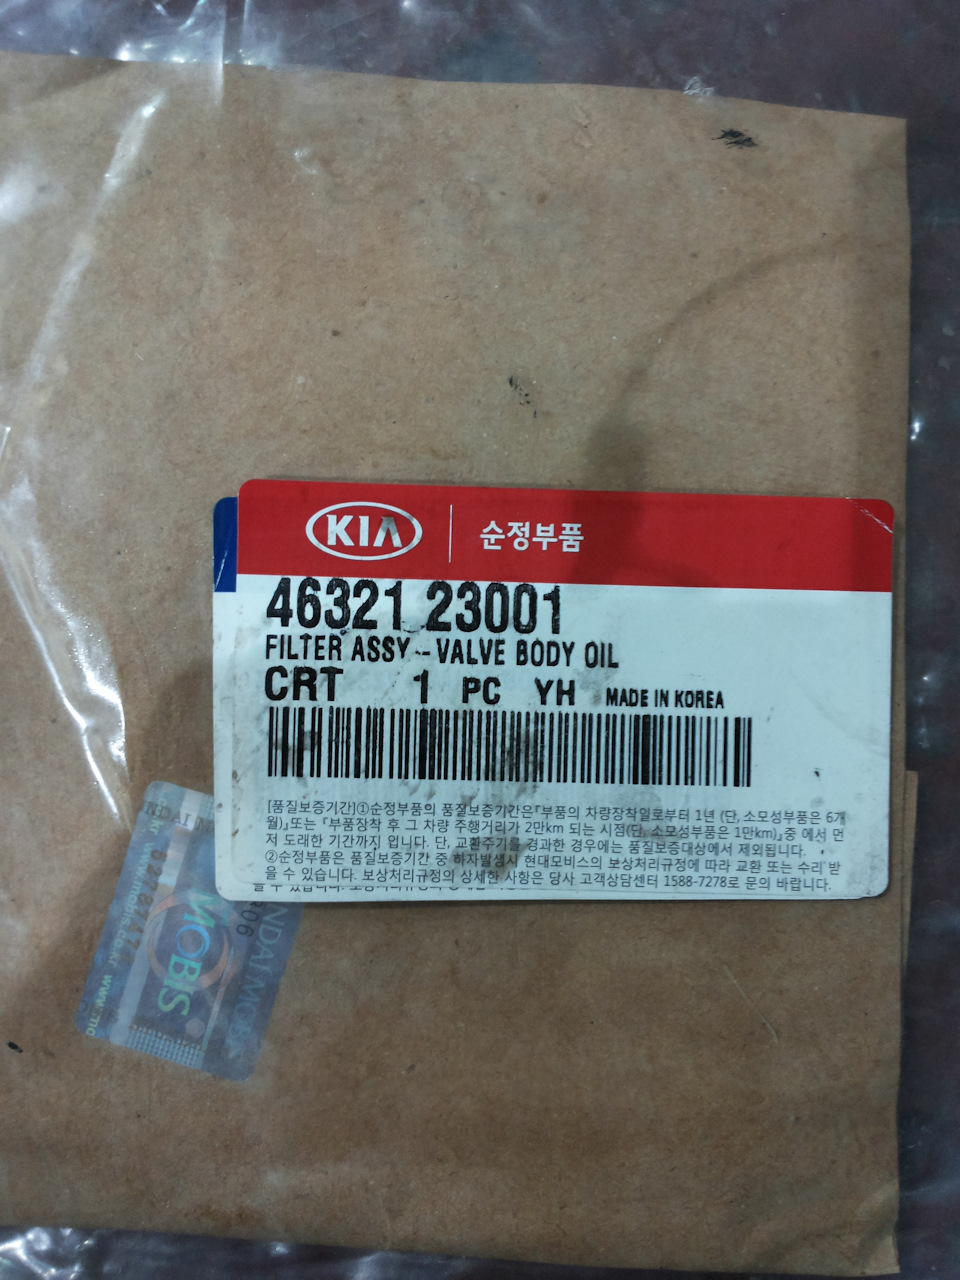 KIA 순정부품
46321 23001
FILTER ASSY - VALVE BODY OIL
CRT 1 PC YH MADE IN KOREA
[품질보증기간]①순정부품의 품질보증기간은『부품의 차량장착일로부터 1년 (단, 소모성부품은 6개
월)』또는 『부품장착 후 그 차량 주행거리가 2만km 되는 시점(단, 소모성부품은 1만km)』중 에서 먼
저 도래한 기간까지 입니다. 단, 교환주기를 경과한 경우에는 품질보증대상에서 제외됩니다.
②순정부품은 품질보증기간 중 하자발생시 현대모비스의 보상처리규정에 따라 교환 또는 수리 받
을 수 있습니다. 보상처리규정의 상세한 사항은 당사 고객상담센터 1588-7278로 문의 바랍니다.
MOBIS
NDAI MO